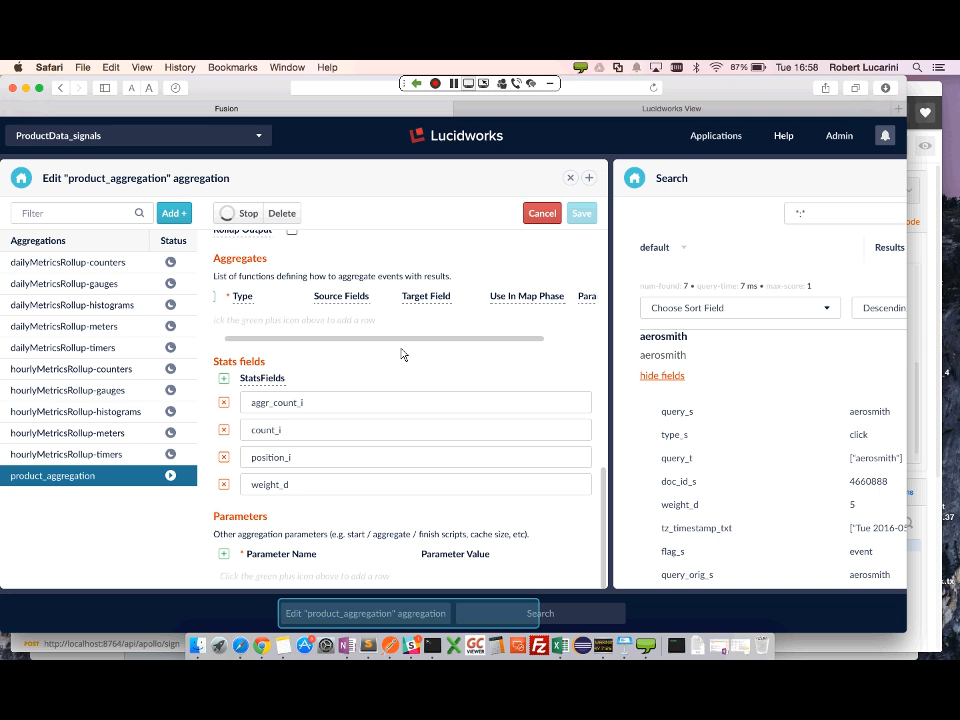 Safari File Edit View History Bookmarks Window Help 87% Tue 16:58 Robert Lucarini
A A
Fusion Lucidworks View
ProductData_signals Lucidworks Applications Help Admin
Edit "product_aggregation" aggregation Search
Filter Add + Stop Delete Cancel Save *:*
Aggregations Status Rollup Output
dailyMetricsRollup-counters
dailyMetricsRollup-gauges
dailyMetricsRollup-histograms
dailyMetricsRollup-meters
dailyMetricsRollup-timers
hourlyMetricsRollup-counters
hourlyMetricsRollup-gauges
hourlyMetricsRollup-histograms
hourlyMetricsRollup-meters
hourlyMetricsRollup-timers
product_aggregation
Aggregates
List of functions defining how to aggregate events with results.
* Type Source Fields Target Field Use In Map Phase Para
ick the green plus icon above to add a row
Stats fields
StatsFields
aggr_count_i
count_i
position_i
weight_d
Parameters
Other aggregation parameters (e.g. start / aggregate / finish scripts, cache size, etc).
* Parameter Name Parameter Value
Click the green plus icon above to add a row
default Results
num-found: 7 • query-time: 7 ms • max-score: 1
Choose Sort Field Descendin
aerosmith
aerosmith
hide fields
query_s aerosmith
type_s click
query_t ["aerosmith"]
doc_id_s 4660888
weight_d 5
tz_timestamp_txt ["Tue 2016-05
flag_s event
query_orig_s aerosmith
Edit "product_aggregation" aggregation Search
POST http://localhost:8764/api/apollo/sign